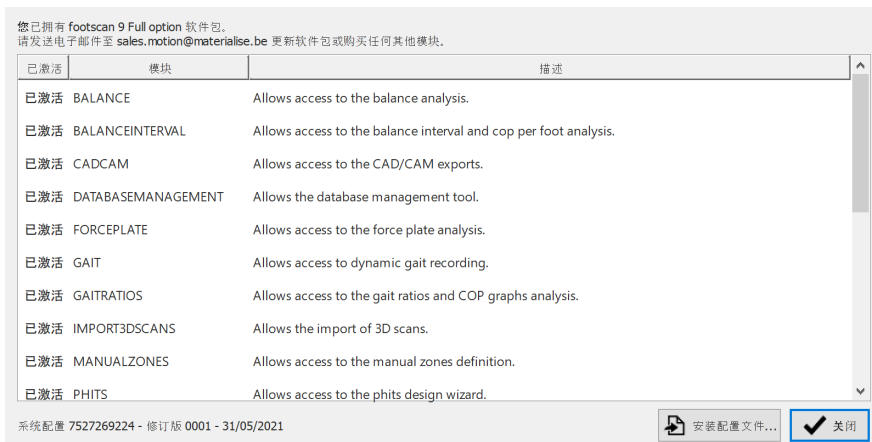 您已拥有 footscan 9 Full option 软件包。
请发送电子邮件至 sales.motion@materialise.be 更新软件包或购买任何其他模块.
已激活 模块 描述
已激活 BALANCE Allows access to the balance analysis.
已激活 BALANCEINTERVAL Allows access to the balance interval and cop per foot analysis.
已激活 CADCAM Allows access to the CAD/CAM exports.
已激活 DATABASEMANAGEMENT Allows the database management tool.
已激活 FORCEPLATE Allows access to the force plate analysis.
已激活 GAIT Allows access to dynamic gait recording.
已激活 GAITRATIOS Allows access to the gait ratios and COP graphs analysis.
已激活 IMPORT3DSCANS Allows the import of 3D scans.
已激活 MANUALZONES Allows access to the manual zones definition.
已激活 PHITS Allows access to the phits design wizard.
系统配置 7527269224 - 修订版 0001 - 31/05/2021 安装配置文件... 关闭